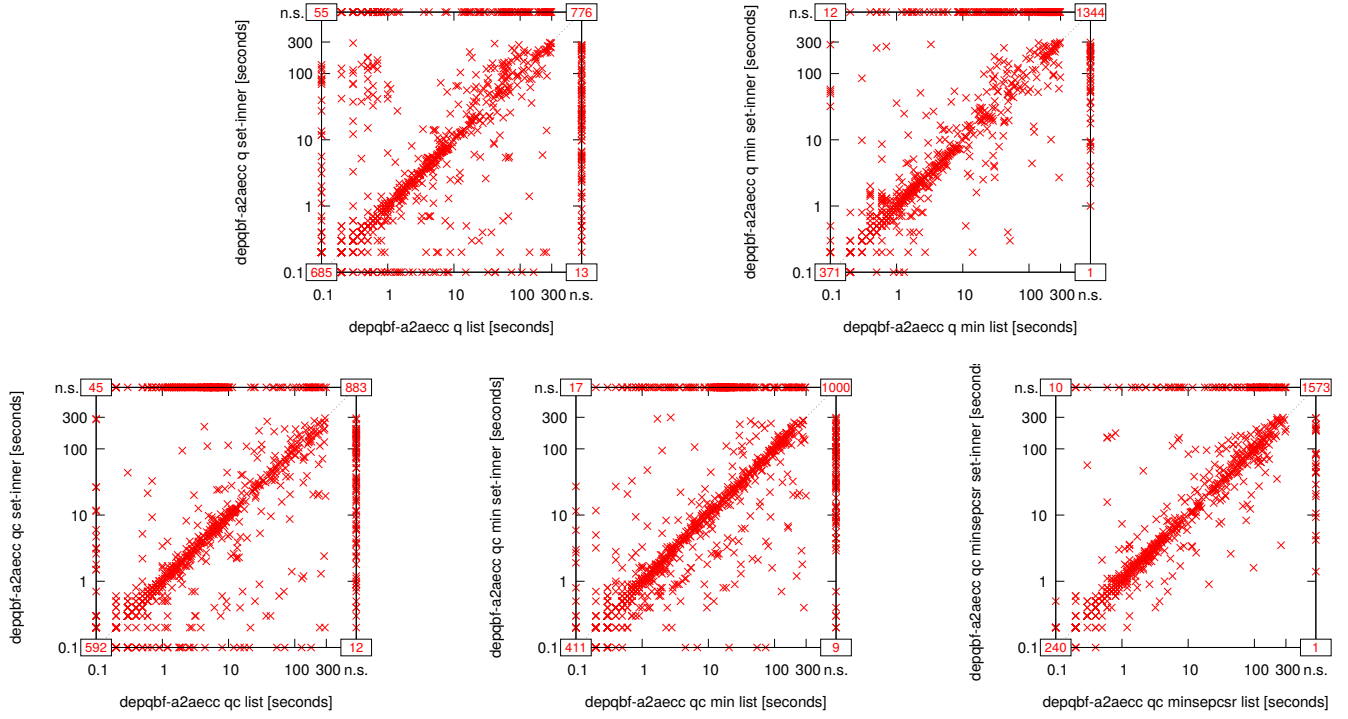 n.s. 55 776
300
100
10
1
0.1 685 13
0.1 1 10 100 300 n.s.
depqbf-a2aecc q set-inner [seconds]
depqbf-a2aecc q list [seconds]
n.s. 12 1344
300
100
10
1
0.1 371 1
0.1 1 10 100 300 n.s.
depqbf-a2aecc q min set-inner [seconds]
depqbf-a2aecc q min list [seconds]
n.s. 45 883
300
100
10
1
0.1 592 12
0.1 1 10 100 300 n.s.
depqbf-a2aecc qc set-inner [seconds]
depqbf-a2aecc qc list [seconds]
n.s. 17 1000
300
100
10
1
0.1 411 9
0.1 1 10 100 300 n.s.
depqbf-a2aecc qc min set-inner [seconds]
depqbf-a2aecc qc min list [seconds]
n.s. 10 1573
300
100
10
1
0.1 240 1
0.1 1 10 100 300 n.s.
depqbf-a2aecc qc minsepcsr set-inner [seconds]
depqbf-a2aecc qc minsepcsr list [seconds]